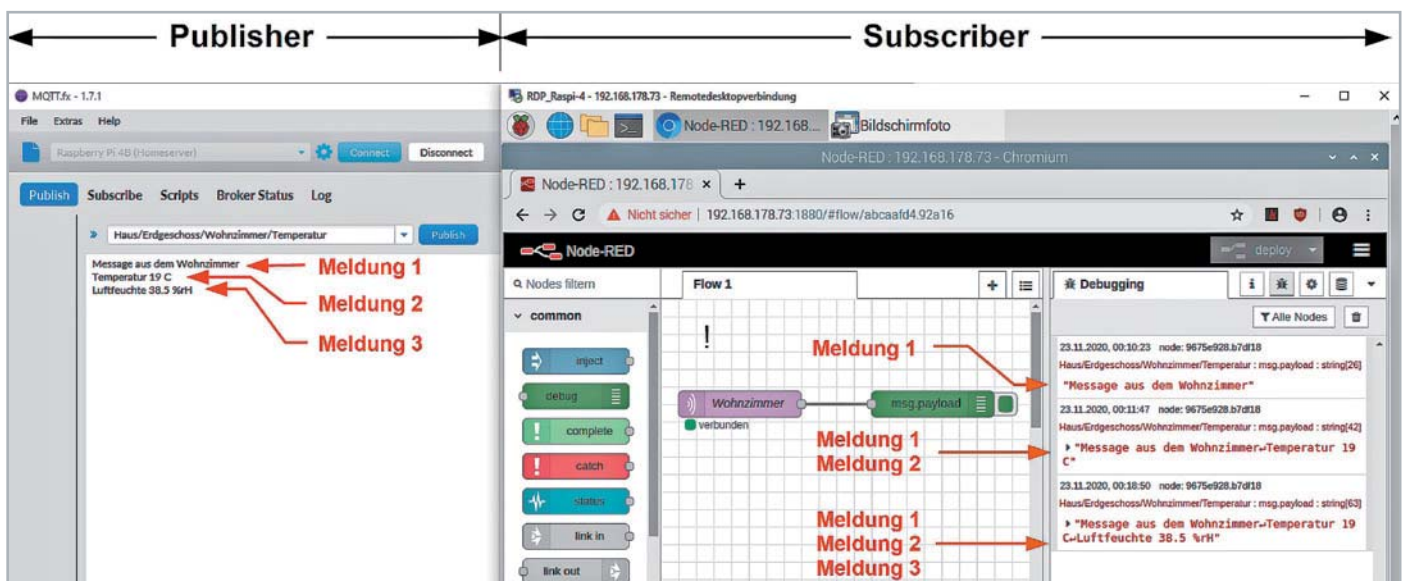 Publisher
Subscriber
MQTT.fx - 1.7.1
File Extras Help
Raspberry Pi 4B (Homeserver)
Connect
Disconnect
Publish Subscribe Scripts Broker Status Log
Haus/Erdgeschoss/Wohnzimmer/Temperatur
Publish
Message aus dem Wohnzimmer
Temperatur 19 C
Luftfeuchte 38.5 %rH
Meldung 1
Meldung 2
Meldung 3
RDP_Raspi-4 - 192.168.178.73 - Remotedesktopverbindung
Node-RED : 192.168....
Bildschirmfoto
Node-RED : 192.168.178.73 - Chromium
Node-RED : 192.168.178
Nicht sicher | 192.168.178.73:1880/#flow/abcaafd4.92a16
Node-RED
deploy
Nodes filtern
Flow 1
Debugging
Alle Nodes
common
inject
debug
complete
catch
status
link in
link out
!
Wohnzimmer
verbunden
msg.payload
Meldung 1
Meldung 1
Meldung 2
Meldung 1
Meldung 2
Meldung 3
23.11.2020, 00:10:23 node: 9675e928.b7df18
Haus/Erdgeschoss/Wohnzimmer/Temperatur : msg.payload : string[26]
"Message aus dem Wohnzimmer"
23.11.2020, 00:11:47 node: 9675e928.b7df18
Haus/Erdgeschoss/Wohnzimmer/Temperatur : msg.payload : string[42]
"Message aus dem Wohnzimmer↵Temperatur 19
C"
23.11.2020, 00:18:50 node: 9675e928.b7df18
Haus/Erdgeschoss/Wohnzimmer/Temperatur : msg.payload : string[63]
"Message aus dem Wohnzimmer↵Temperatur 19
C↵Luftfeuchte 38.5 %rH"